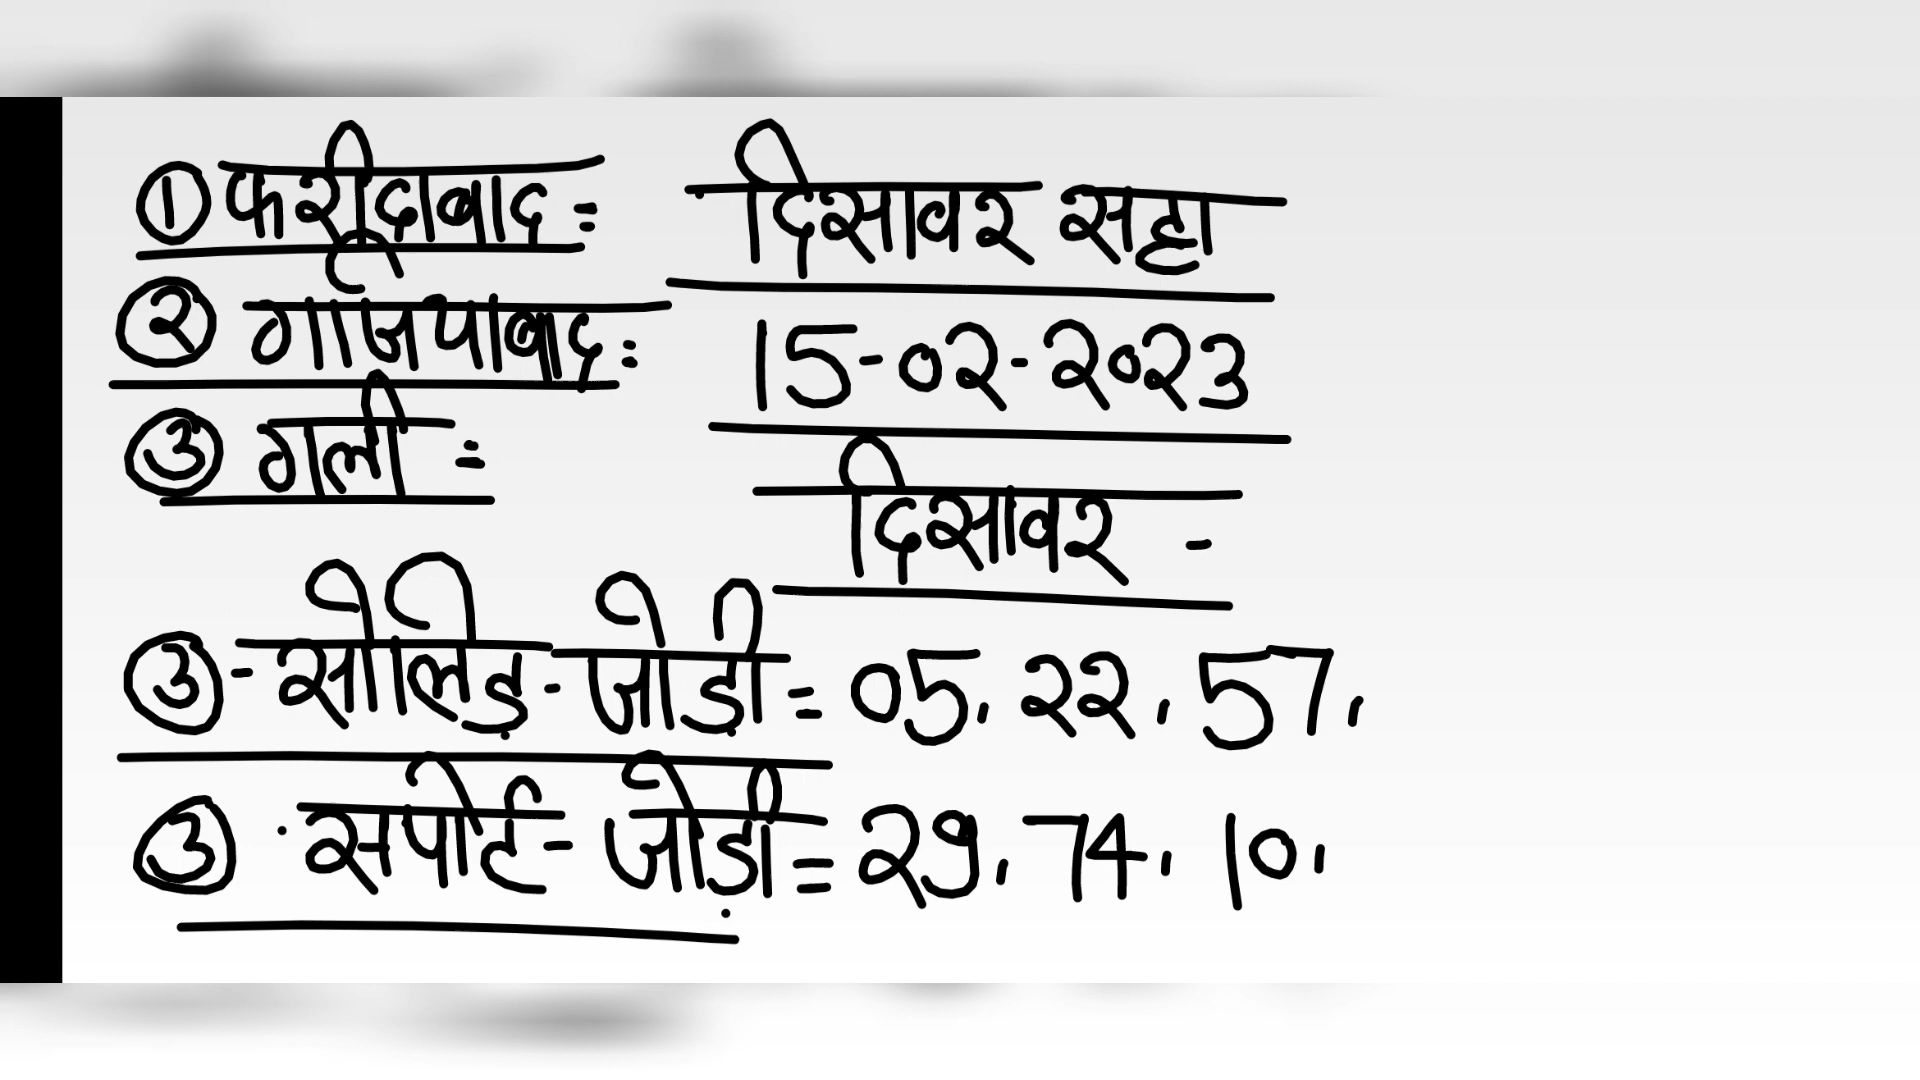 ① फरीदाबाद =
② गाजियाबाद =
③ गली =
दिसावर सट्टा
15-02-2023
दिसावर -
③ - सोलिड - जोड़ी = 05, 22, 57,
③ . सपोर्ट - जोड़ी = 29, 74, 10,